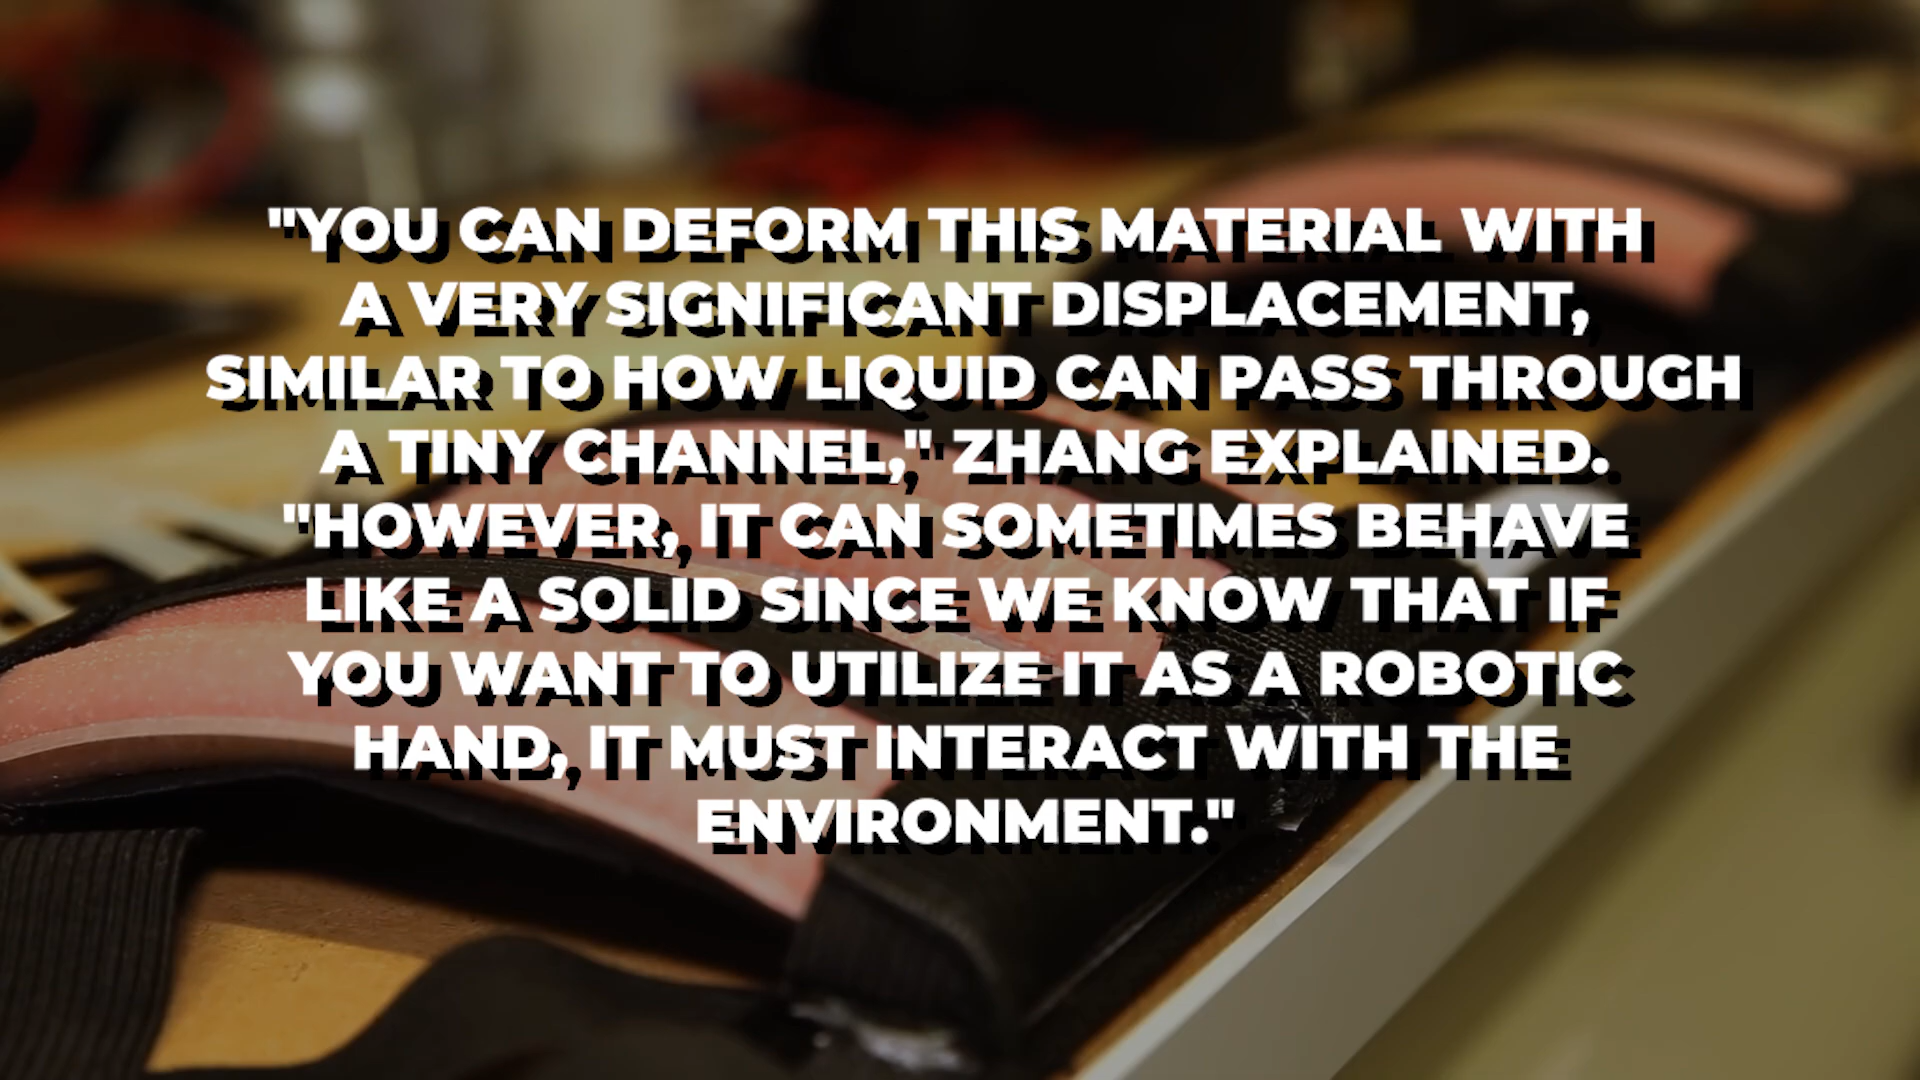 "YOU CAN DEFORM THIS MATERIAL WITH
A VERY SIGNIFICANT DISPLACEMENT,
SIMILAR TO HOW LIQUID CAN PASS THROUGH
A TINY CHANNEL," ZHANG EXPLAINED.
"HOWEVER, IT CAN SOMETIMES BEHAVE
LIKE A SOLID SINCE WE KNOW THAT IF
YOU WANT TO UTILIZE IT AS A ROBOTIC
HAND, IT MUST INTERACT WITH THE
ENVIRONMENT."